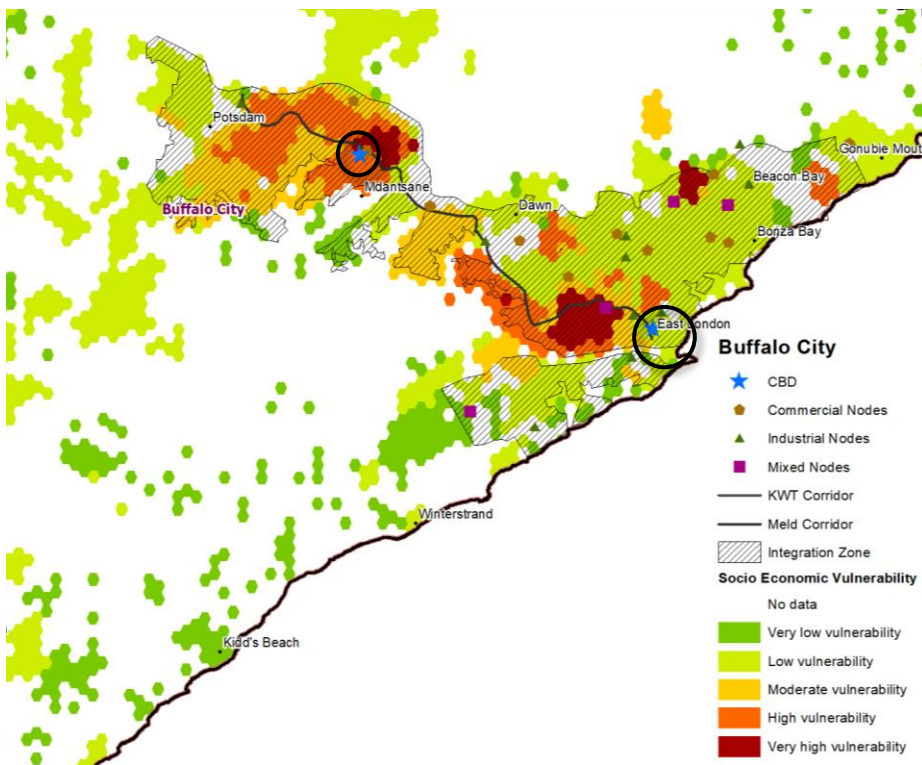 Potsdam
Gonubie Mout
Beacon Bay
Mdantsane
Buffalo City
Dawn
Bonza Bay
East London
Buffalo City
CBD
Commercial Nodes
Industrial Nodes
Mixed Nodes
KWT Corridor
Meld Corridor
Integration Zone
Socio Economic Vulnerability
No data
Very low vulnerability
Low vulnerability
Moderate vulnerability
High vulnerability
Very high vulnerability
Winterstrand
Kidd's Beach